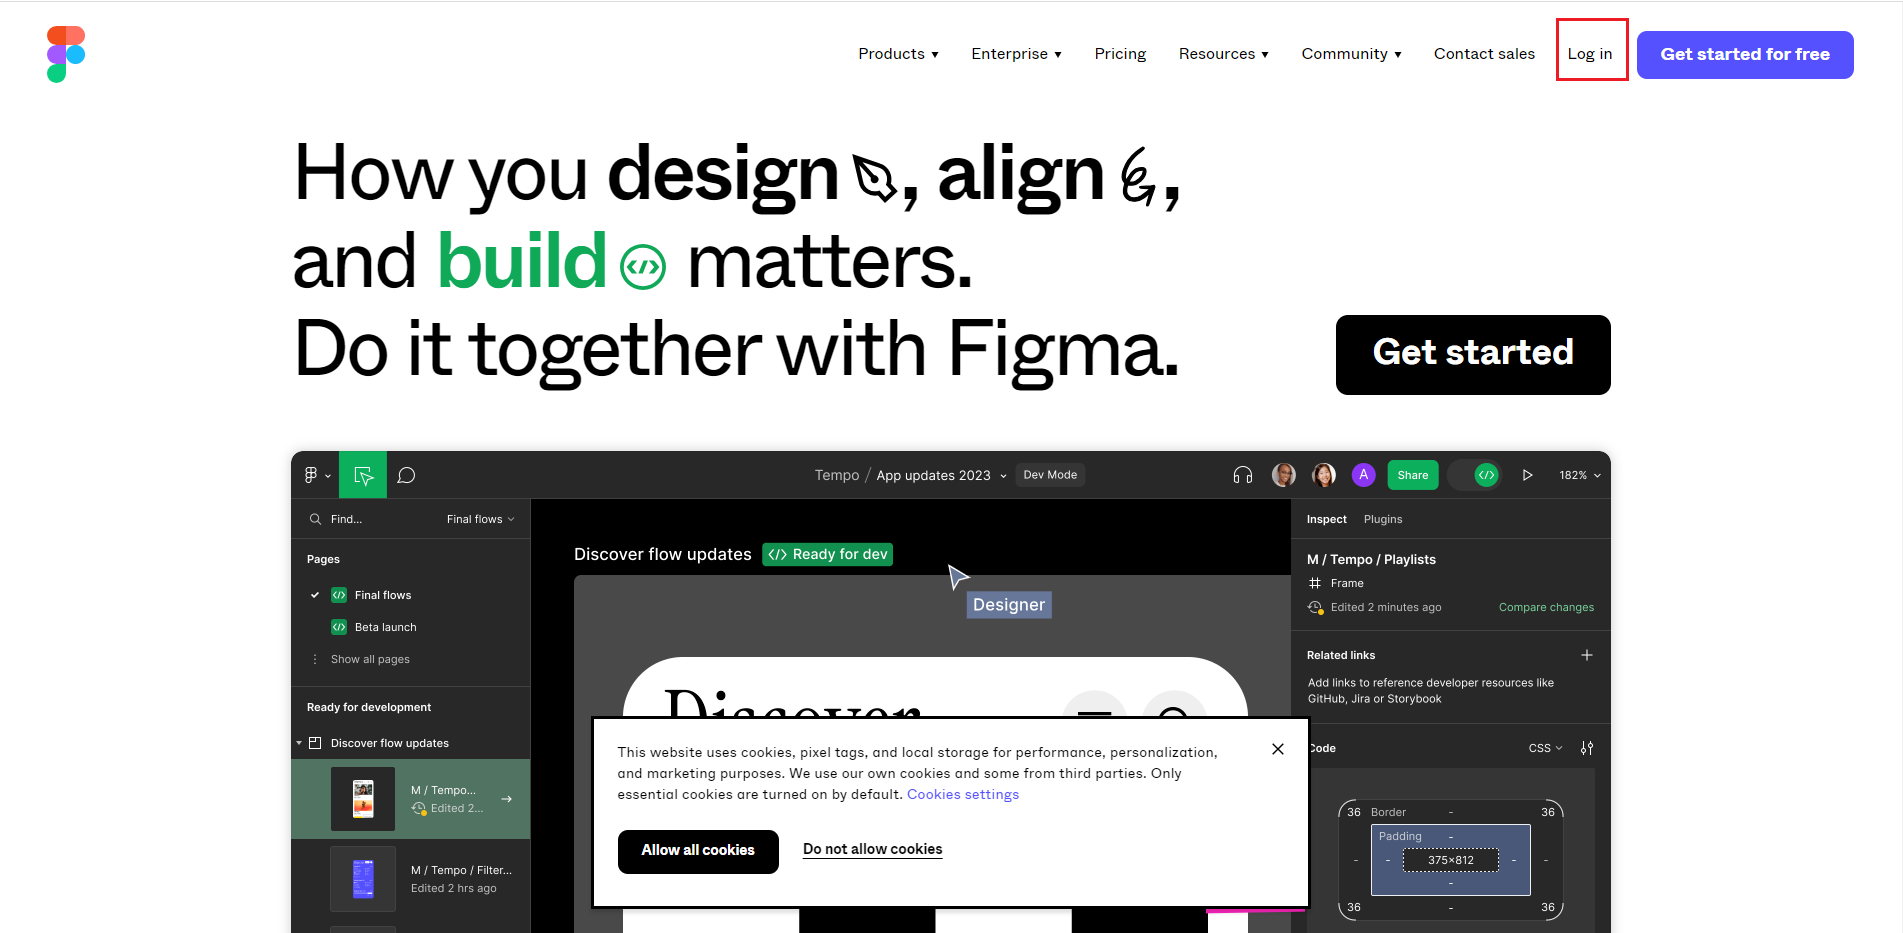 Products
Enterprise
Pricing
Resources
Community
Contact sales
Log in
Get started for free
How you design, align,
and build matters.
Do it together with Figma.
Get started
Tempo / App updates 2023
Dev Mode
A
Share
182%
Find...
Final flows
Pages
Final flows
Beta launch
Show all pages
Ready for development
Discover flow updates
M / Tempo...
Edited 2...
M / Tempo / Filter...
Edited 2 hrs ago
Discover flow updates
Ready for dev
Designer
Discover
This website uses cookies, pixel tags, and local storage for performance, personalization,
and marketing purposes. We use our own cookies and some from third parties. Only
essential cookies are turned on by default. Cookies settings
Allow all cookies
Do not allow cookies
Inspect
Plugins
M / Tempo / Playlists
Frame
Edited 2 minutes ago
Compare changes
Related links
Add links to reference developer resources like
GitHub, Jira or Storybook
Code
CSS
36 Border - 36
Padding -
- - 375×812 - -
-
36 - 36